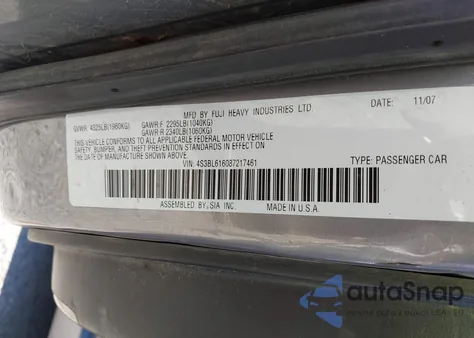 MFD BY FUJI HEAVY INDUSTRIES LTD. DATE: 11/07
GVWR: 4325LB(1960KG) GAWR:F 2295LB(1040KG)
GAWR:R 2340LB(1060KG)
THIS VEHICLE CONFORMS TO ALL APPLICABLE FEDERAL MOTOR VEHICLE
SAFETY, BUMPER, AND THEFT PREVENTION STANDARDS IN EFFECT ON
THE DATE OF MANUFACTURE SHOWN ABOVE.
VIN: 4S3BL616087217461 TYPE: PASSENGER CAR
ASSEMBLED BY: SIA INC. MADE IN U.S.A.
autoSnap